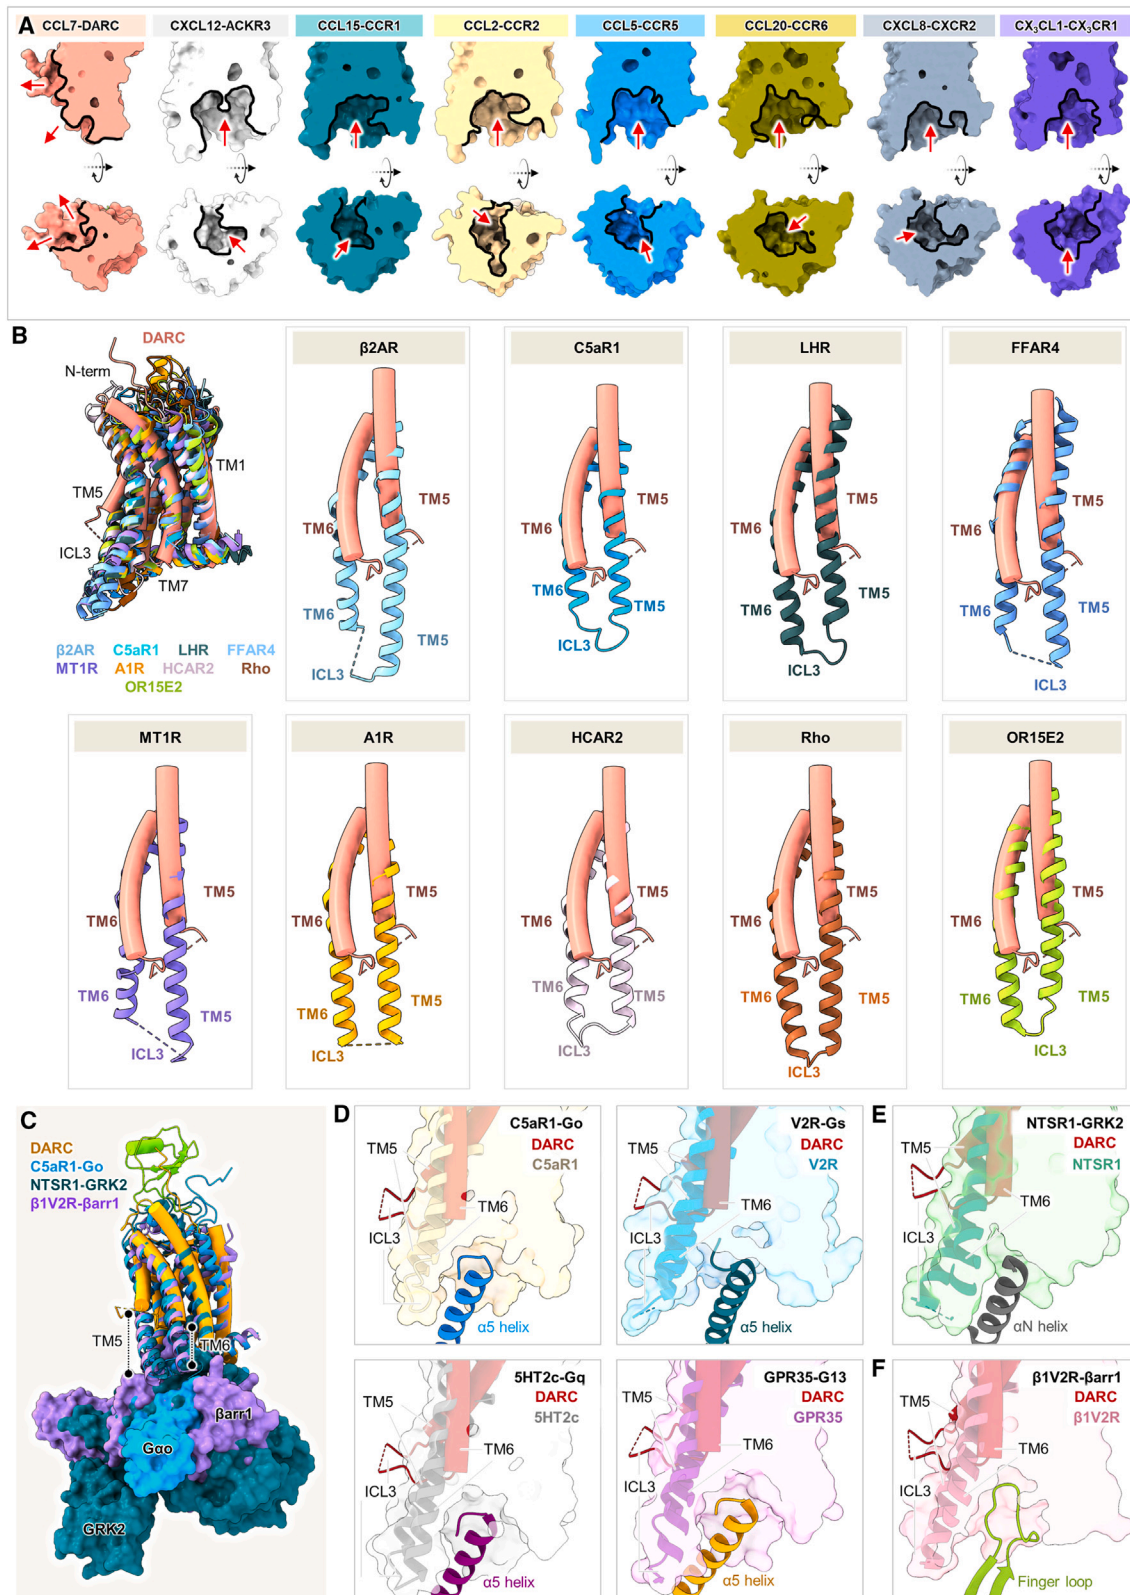 A
CCL7-DARC
CXCL12-ACKR3
CCL15-CCR1
CCL2-CCR2
CCL5-CCR5
CCL20-CCR6
CXCL8-CXCR2
CX₃CL1-CX₃CR1
B
DARC
N-term
TM1
TM5
ICL3
TM7
β2AR C5aR1 LHR FFAR4
MT1R A1R HCAR2 Rho
OR15E2
β2AR
TM5
TM6
TM6
TM5
ICL3
C5aR1
TM5
TM6
TM6
TM5
ICL3
LHR
TM5
TM6
TM6
TM5
ICL3
FFAR4
TM5
TM6
TM6
TM5
ICL3
MT1R
TM5
TM6
TM6
TM5
ICL3
A1R
TM5
TM6
TM6
TM5
ICL3
HCAR2
TM5
TM6
TM6
TM5
ICL3
Rho
TM5
TM6
TM6
TM5
ICL3
OR15E2
TM5
TM6
TM6
TM5
ICL3
C
DARC
C5aR1-Go
NTSR1-GRK2
β1V2R-βarr1
TM5
TM6
βarr1
Gαo
GRK2
D
C5aR1-Go
DARC
C5aR1
TM5
TM6
ICL3
α5 helix
V2R-Gs
DARC
V2R
TM5
TM6
ICL3
α5 helix
E
NTSR1-GRK2
DARC
NTSR1
TM5
TM6
ICL3
αN helix
5HT2c-Gq
DARC
5HT2c
TM5
TM6
ICL3
α5 helix
GPR35-G13
DARC
GPR35
TM5
TM6
ICL3
α5 helix
F
β1V2R-βarr1
DARC
β1V2R
TM5
TM6
ICL3
Finger loop